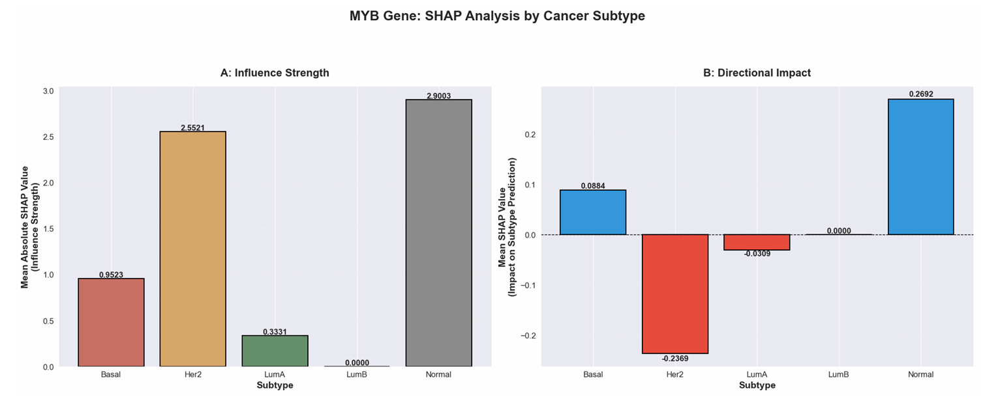 MYB Gene: SHAP Analysis by Cancer Subtype
A: Influence Strength
Mean Absolute SHAP Value
(Influence Strength)
3.0
2.5
2.0
1.5
1.0
0.5
0.0
0.9523
2.5521
0.3331
0.0000
2.9003
Basal
Her2
LumA
LumB
Normal
Subtype
B: Directional Impact
Mean SHAP Value
(Impact on Subtype Prediction)
0.2
0.1
0.0
−0.1
−0.2
0.0884
-0.2369
-0.0309
0.0000
0.2692
Basal
Her2
LumA
LumB
Normal
Subtype